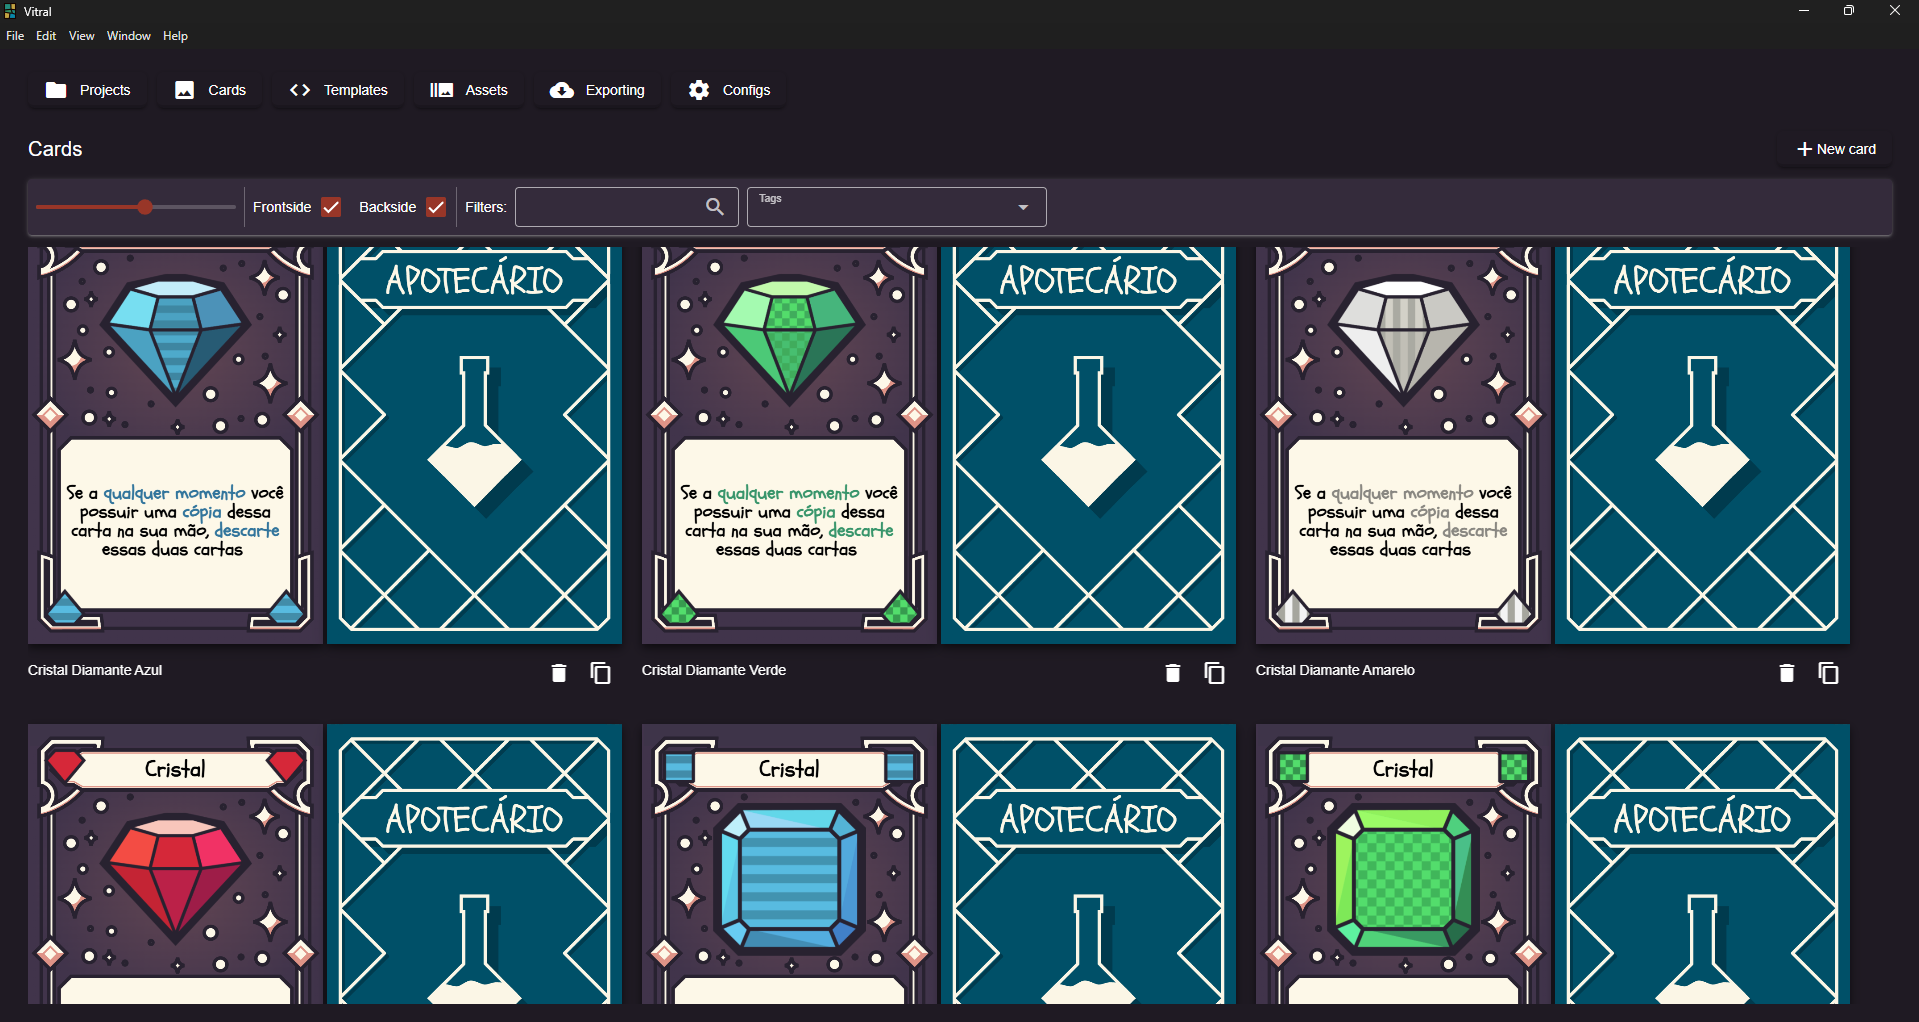 Vitral
File Edit View Window Help
Projects Cards Templates Assets Exporting Configs
Cards
New card
Frontside Backside Filters: Tags
APOTECÁRIO
Se a qualquer momento você
possuir uma cópia dessa
carta na sua mão, descarte
essas duas cartas
APOTECÁRIO
Se a qualquer momento você
possuir uma cópia dessa
carta na sua mão, descarte
essas duas cartas
APOTECÁRIO
Se a qualquer momento você
possuir uma cópia dessa
carta na sua mão, descarte
essas duas cartas
Cristal Diamante Azul
Cristal Diamante Verde
Cristal Diamante Amarelo
Cristal
APOTECÁRIO
Cristal
APOTECÁRIO
Cristal
APOTECÁRIO